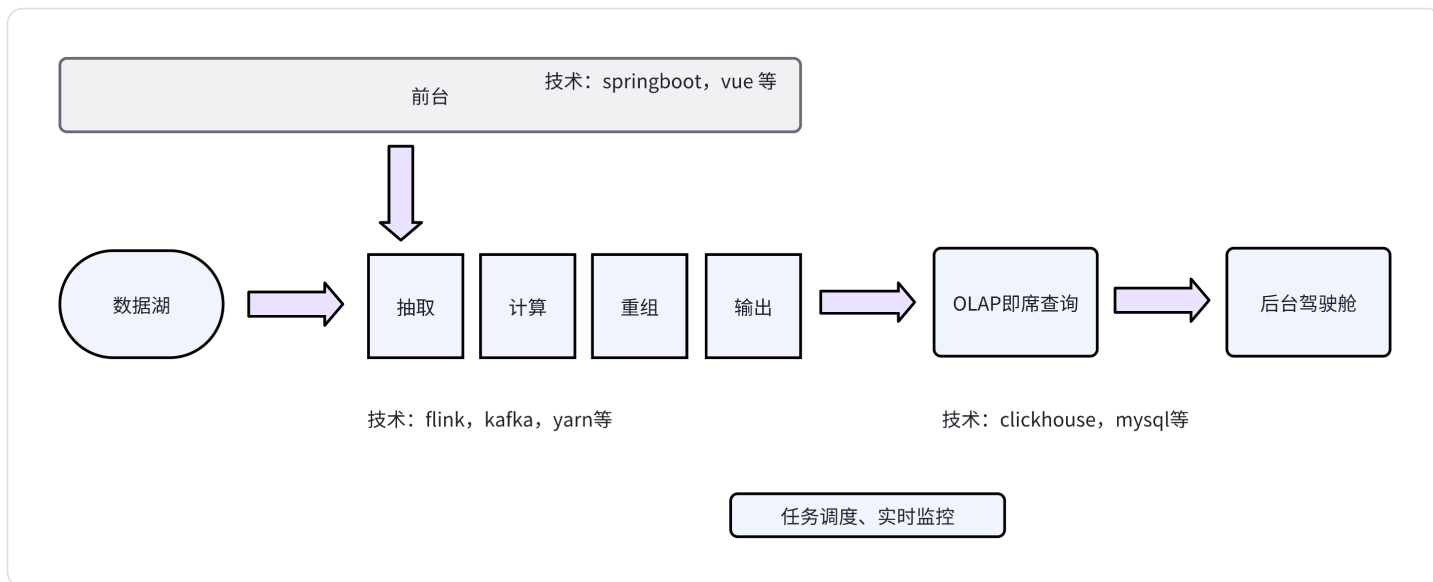 技术：springboot，vue 等
前台
数据湖
抽取
计算
重组
输出
OLAP即席查询
后台驾驶舱
技术：flink，kafka，yarn等
技术：clickhouse，mysql等
任务调度、实时监控